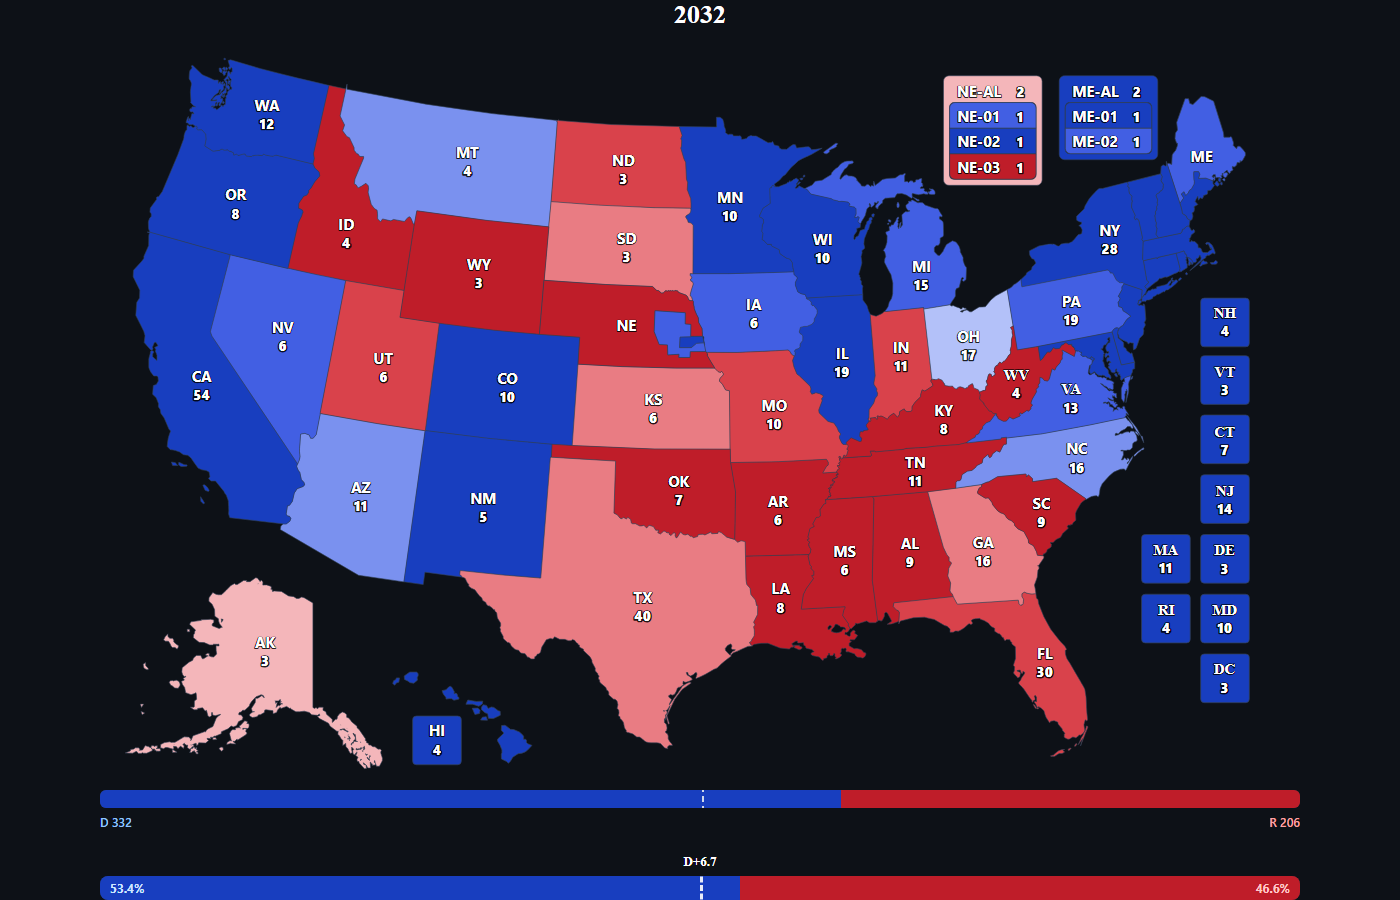 2032
WA
12
OR
8
CA
54
NV
6
ID
4
MT
4
WY
3
UT
6
CO
10
AZ
11
NM
5
ND
3
SD
3
NE
KS
6
OK
7
TX
40
MN
10
IA
6
MO
10
AR
6
LA
8
WI
10
IL
19
MI
15
IN
11
OH
17
KY
8
TN
11
MS
6
AL
9
GA
16
FL
30
SC
9
NC
16
VA
13
WV
4
PA
19
NY
28
ME
AK
3
HI
4
NE-AL 2
NE-01 1
NE-02 1
NE-03 1
ME-AL 2
ME-01 1
ME-02 1
NH
4
VT
3
CT
7
NJ
14
MA
11
DE
3
RI
4
MD
10
DC
3
D 332
R 206
D+6.7
53.4%
46.6%